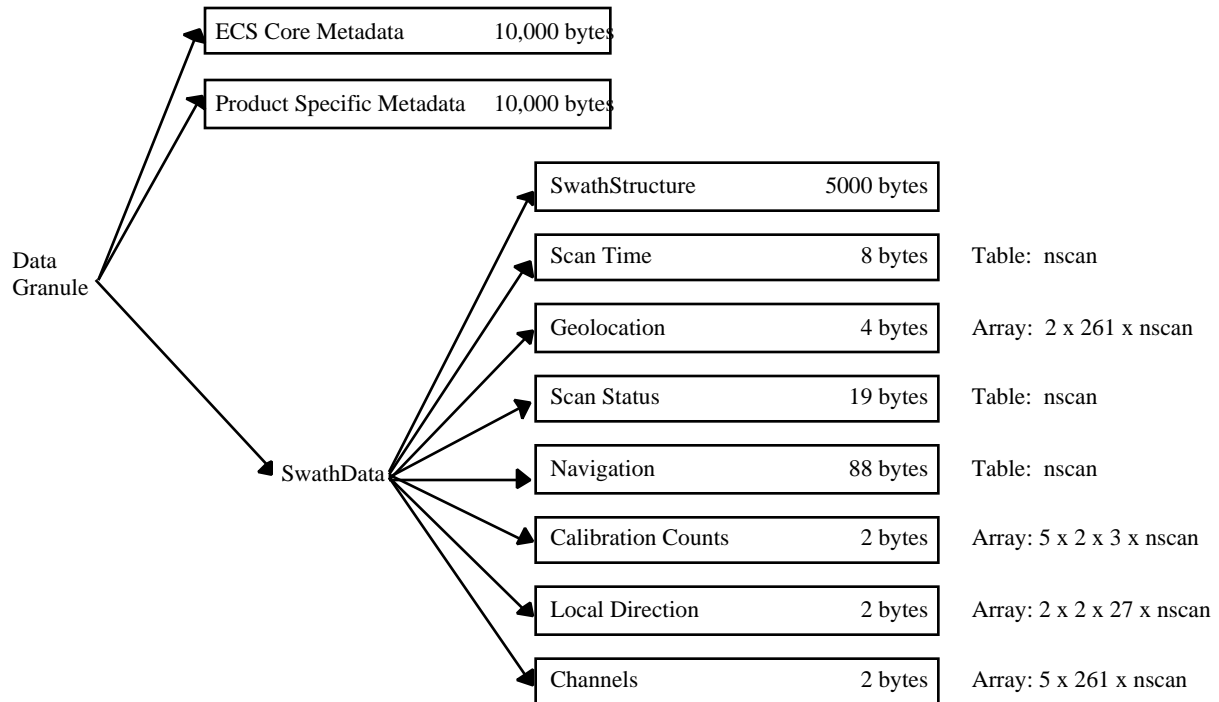 ECS Core Metadata 10,000 bytes
Product Specific Metadata 10,000 bytes
SwathStructure 5000 bytes
Data
Granule
Scan Time 8 bytes Table: nscan
Geolocation 4 bytes Array: 2 x 261 x nscan
Scan Status 19 bytes Table: nscan
SwathData
Navigation 88 bytes Table: nscan
Calibration Counts 2 bytes Array: 5 x 2 x 3 x nscan
Local Direction 2 bytes Array: 2 x 2 x 27 x nscan
Channels 2 bytes Array: 5 x 261 x nscan